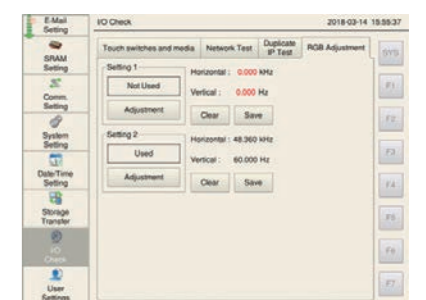 E-Mail
Setting
SRAM
Setting
Comm.
Setting
System
Setting
Date/Time
Setting
Storage
Transfer
I/O
Check
User
Settings
I/O Check
2018-03-14 15:55:37
Touch switches and media
Network Test
Duplicate
IP Test
RGB Adjustment
Setting 1
Not Used
Adjustment
Horizontal : 0.000 kHz
Vertical : 0.000 Hz
Clear
Save
Setting 2
Used
Adjustment
Horizontal : 48.360 kHz
Vertical : 60.000 Hz
Clear
Save
SYS
F1
F2
F3
F4
F5
F6
F7